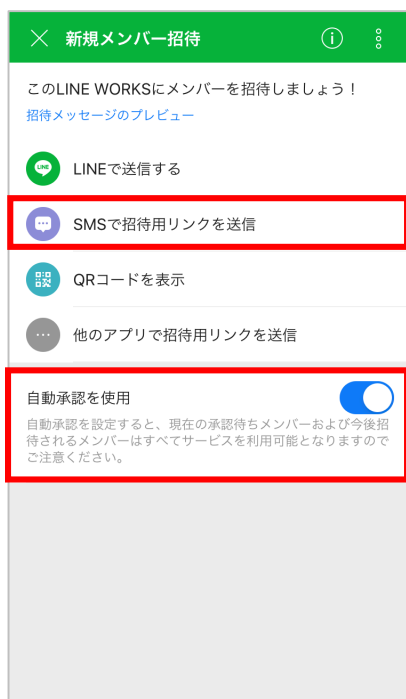 新規メンバー招待
このLINE WORKSにメンバーを招待しましょう！
招待メッセージのプレビュー
LINE
LINEで送信する
SMSで招待用リンクを送信
QRコードを表示
他のアプリで招待用リンクを送信
自動承認を使用
自動承認を設定すると、現在の承認待ちメンバーおよび今後招
待されるメンバーはすべてサービスを利用可能となりますので
ご注意ください。